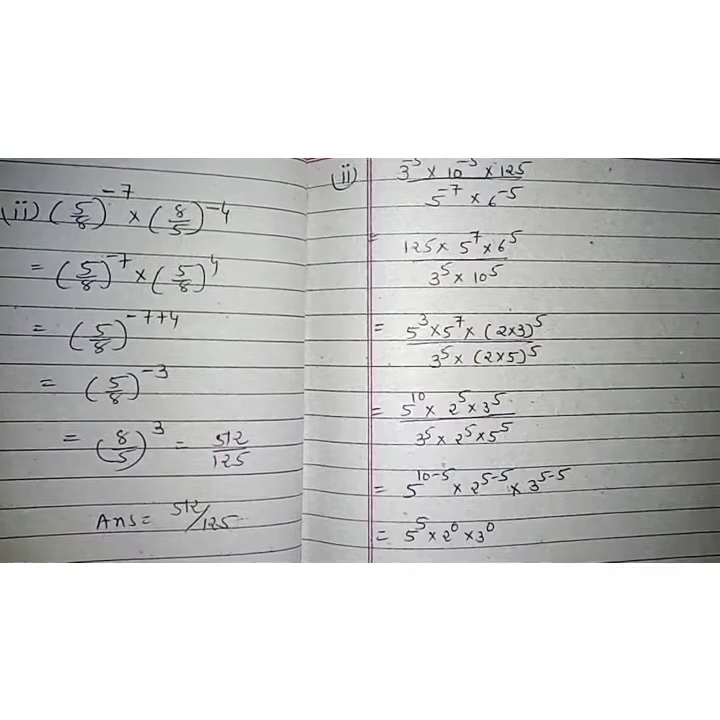 (ii) (5/8)^-7 × (8/5)^-4
= (5/8)^-7 × (5/8)^4
= (5/8)^-7+4
= (5/8)^-3
= (8/5)^3 = 512/125
Ans = 512/125
(ii) 3^-5 × 10^-5 × 125
5^-7 × 6^-5
= 125 × 5^7 × 6^5
3^5 × 10^5
= 5^3 × 5^7 × (2×3)^5
3^5 × (2×5)^5
= 5^10 × 2^5 × 3^5
3^5 × 2^5 × 5^5
= 5^10-5 × 2^5-5 × 3^5-5
= 5^5 × 2^0 × 3^0